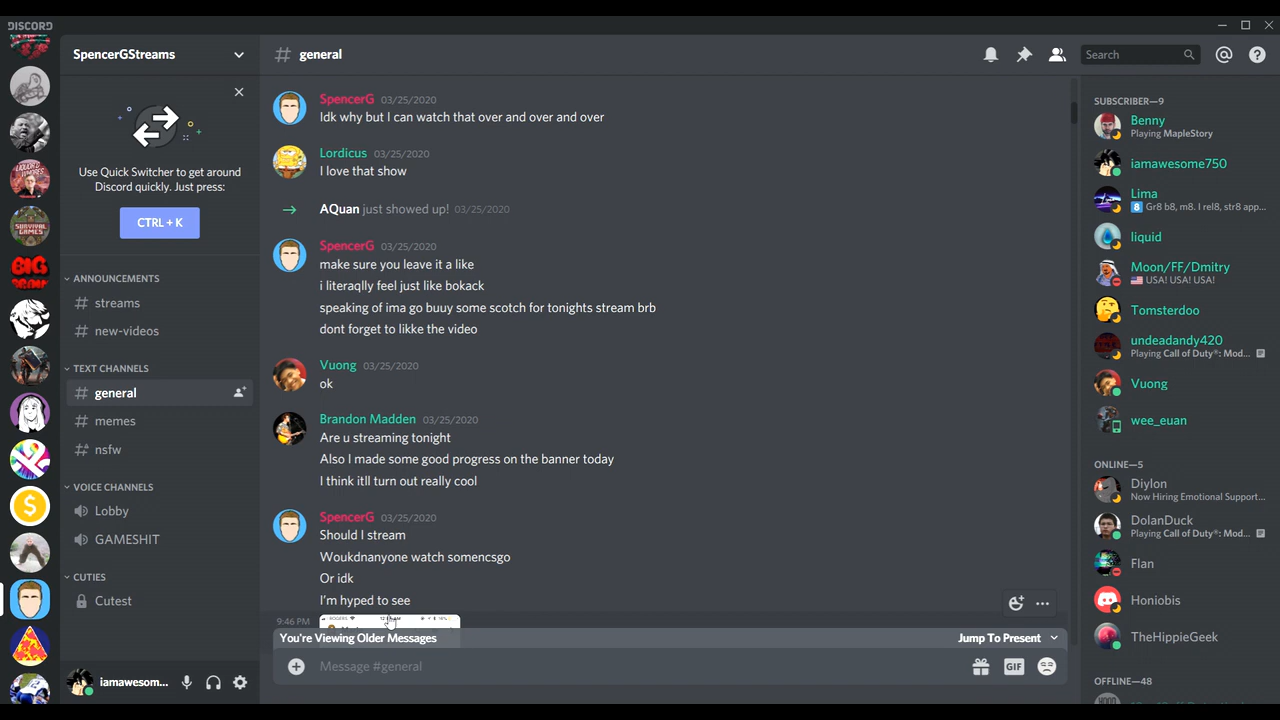 DISCORD
SpencerGStreams
Use Quick Switcher to get around
Discord quickly. Just press:
CTRL + K
ANNOUNCEMENTS
# streams
# new-videos
TEXT CHANNELS
# general
# memes
# nsfw
VOICE CHANNELS
Lobby
GAMESHIT
CUTIES
Cutest
iamawesom...
SURVIVAL
GAMES
BIG
# general
Search
SpencerG 03/25/2020
Idk why but I can watch that over and over and over
Lordicus 03/25/2020
I love that show
AQuan just showed up! 03/25/2020
SpencerG 03/25/2020
make sure you leave it a like
i literaqlly feel just like bokack
speaking of ima go buuy some scotch for tonights stream brb
dont forget to likke the video
Vuong 03/25/2020
ok
Brandon Madden 03/25/2020
Are u streaming tonight
Also I made some good progress on the banner today
I think itll turn out really cool
SpencerG 03/25/2020
Should I stream
Woukdnanyone watch somencsgo
Or idk
I'm hyped to see
9:46 PM
You're Viewing Older Messages
Jump To Present
Message #general
GIF
SUBSCRIBER—9
Benny
Playing MapleStory
iamawesome750
Lima
8 Gr8 b8, m8. I rel8, str8 app...
liquid
Moon/FF/Dmitry
USA! USA! USA!
Tomsterdoo
undeadandy420
Playing Call of Duty®: Mod...
Vuong
wee_euan
ONLINE—5
Diylon
Now Hiring Emotional Support...
DolanDuck
Playing Call of Duty®: Mod...
Flan
Honiobis
TheHippieGeek
OFFLINE—48